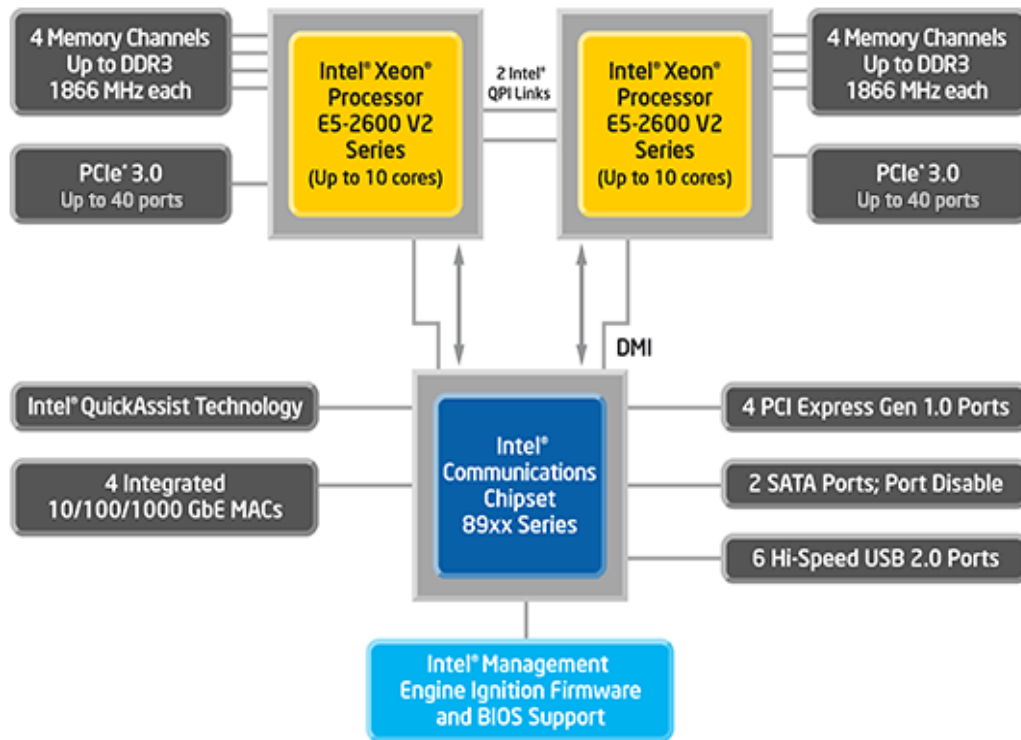 4 Memory Channels
Up to DDR3
1866 MHz each
PCIe* 3.0
Up to 40 ports
Intel® Xeon®
Processor
E5-2600 V2
Series
(Up to 10 cores)
2 Intel®
QPI Links
Intel® Xeon®
Processor
E5-2600 V2
Series
(Up to 10 cores)
4 Memory Channels
Up to DDR3
1866 MHz each
PCIe* 3.0
Up to 40 ports
DMI
Intel® QuickAssist Technology
4 Integrated
10/100/1000 GbE MACs
Intel®
Communications
Chipset
89xx Series
4 PCI Express Gen 1.0 Ports
2 SATA Ports; Port Disable
6 Hi-Speed USB 2.0 Ports
Intel® Management
Engine Ignition Firmware
and BIOS Support